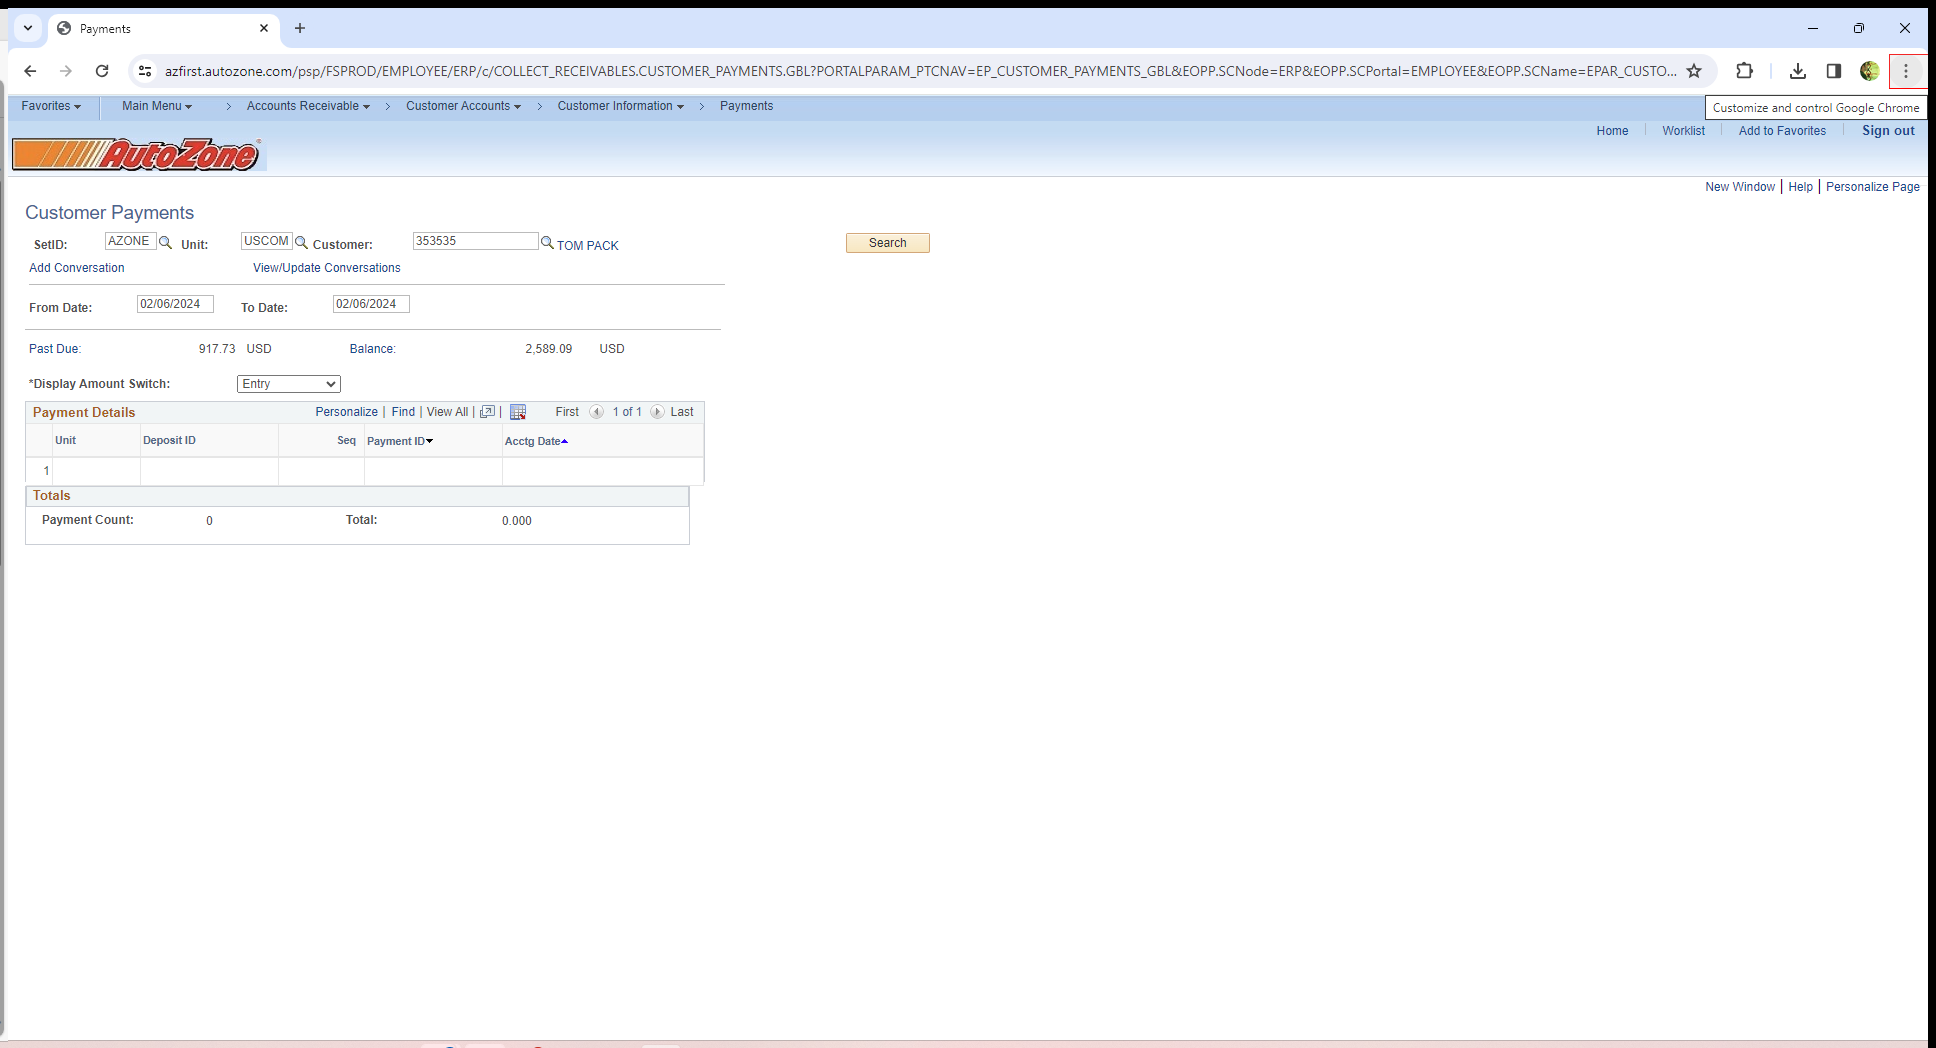 Payments
azfirst.autozone.com/psp/FSPROD/EMPLOYEE/ERP/c/COLLECT_RECEIVABLES.CUSTOMER_PAYMENTS.GBL?PORTALPARAM_PTCNAV=EP_CUSTOMER_PAYMENTS_GBL&EOPP.SCNode=ERP&EOPP.SCPortal=EMPLOYEE&EOPP.SCName=EPAR_CUSTO...
Favorites Main Menu > Accounts Receivable > Customer Accounts > Customer Information > Payments
Customize and control Google Chrome
Home Worklist Add to Favorites Sign out
AutoZone
New Window | Help | Personalize Page
Customer Payments
SetID: AZONE Unit: USCOM Customer: 353535 TOM PACK Search
Add Conversation View/Update Conversations
From Date: 02/06/2024 To Date: 02/06/2024
Past Due: 917.73 USD Balance: 2,589.09 USD
*Display Amount Switch: Entry
Payment Details Personalize | Find | View All | | First 1 of 1 Last
Unit Deposit ID Seq Payment ID Acctg Date
1
Totals
Payment Count: 0 Total: 0.000